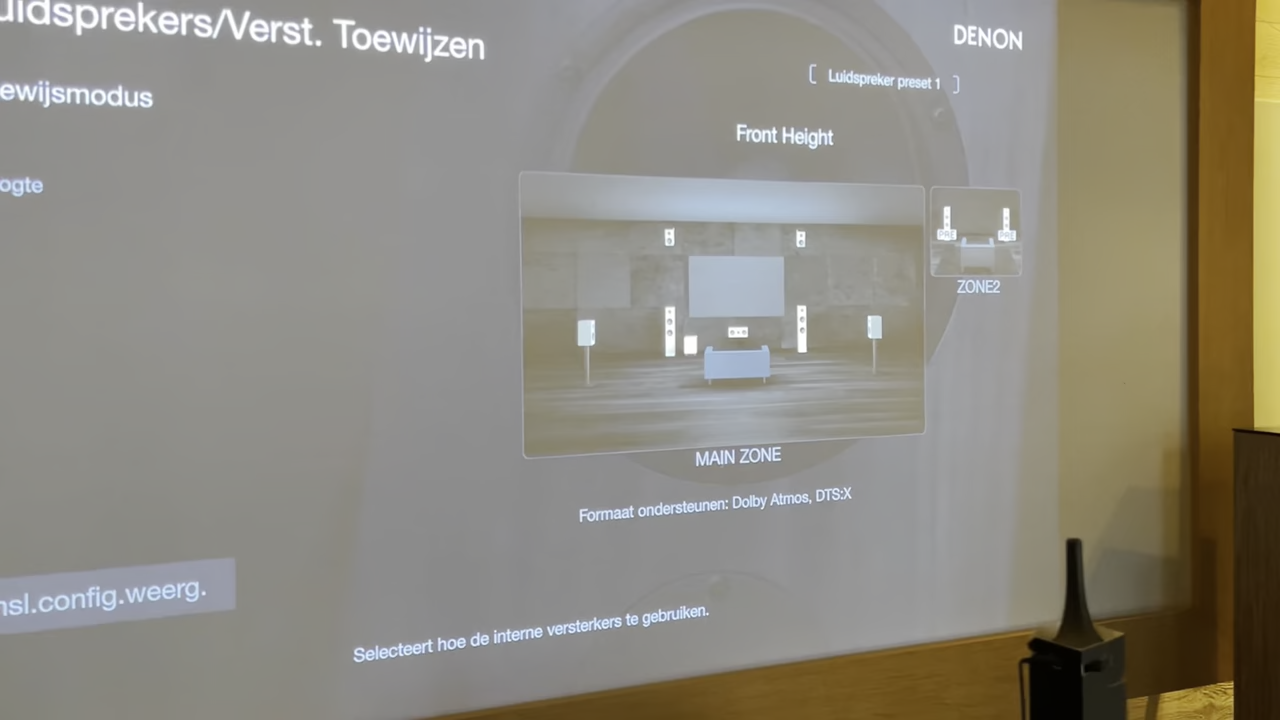 uidsprekers/Verst. Toewijzen
DENON
Luidspreker preset 1
ewijsmodus
Front Height
ogte
PRE PRE
ZONE2
MAIN ZONE
Formaat ondersteunen: Dolby Atmos, DTS:X
nsl.config.weerg.
Selecteert hoe de interne versterkers te gebruiken.